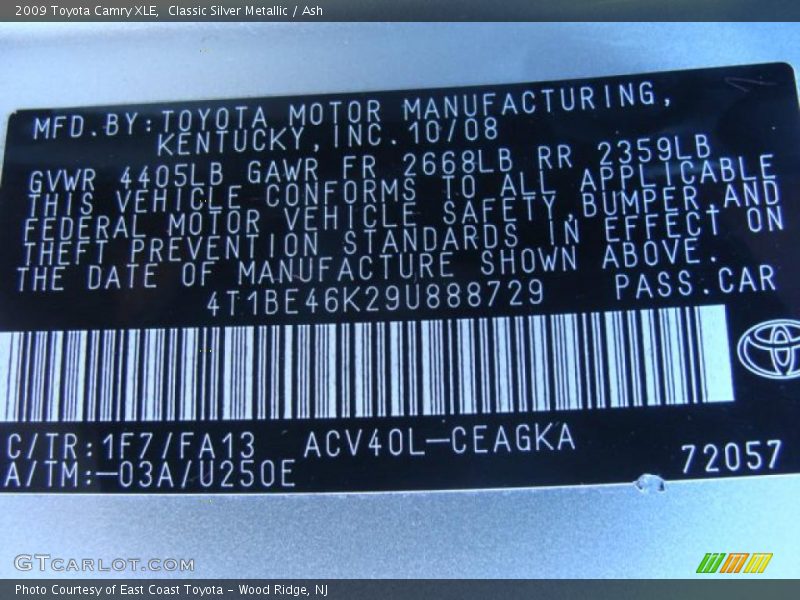 2009 Toyota Camry XLE,  Classic Silver Metallic / Ash
MFD.BY:TOYOTA MOTOR MANUFACTURING,
KENTUCKY,INC.10/08
GVWR 4405LB GAWR FR 2668LB RR 2359LB
THIS VEHICLE CONFORMS TO ALL APPLICABLE
FEDERAL MOTOR VEHICLE SAFETY,BUMPER,AND
THEFT PREVENTION STANDARDS IN EFFECT ON
THE DATE OF MANUFACTURE SHOWN ABOVE.
4T1BE46K29U888729 PASS.CAR
C/TR:1F7/FA13 ACV40L-CEAGKA
A/TM:-03A/U250E 72057
GTCARLOT.COM
Photo Courtesy of East Coast Toyota - Wood Ridge, NJ